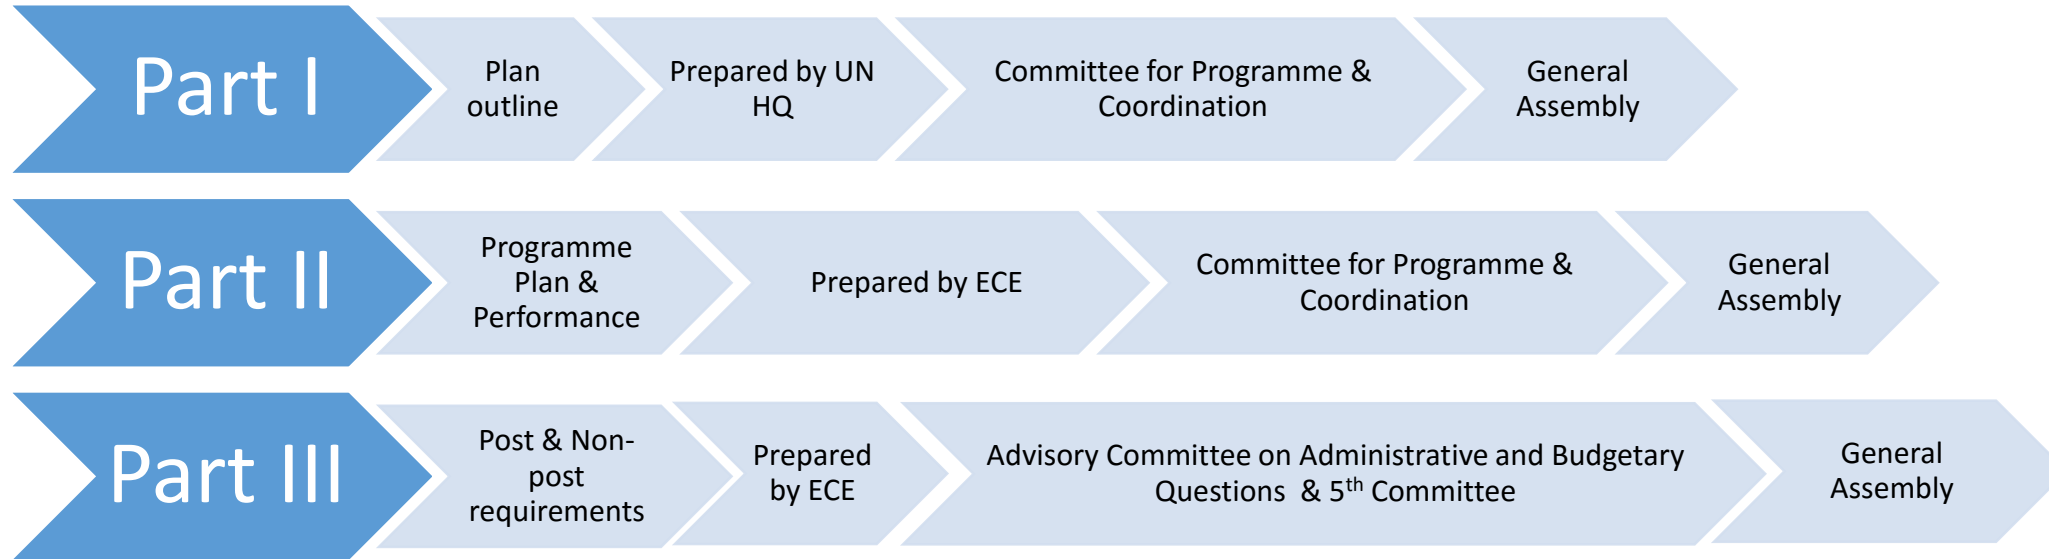 Part I
Plan
outline
Prepared by UN
HQ
Committee for Programme &
Coordination
General
Assembly
Part II
Programme
Plan &
Performance
Prepared by ECE
Committee for Programme &
Coordination
General
Assembly
Part III
Post & Non-
post
requirements
Prepared
by ECE
Advisory Committee on Administrative and Budgetary
Questions & 5th Committee
General
Assembly